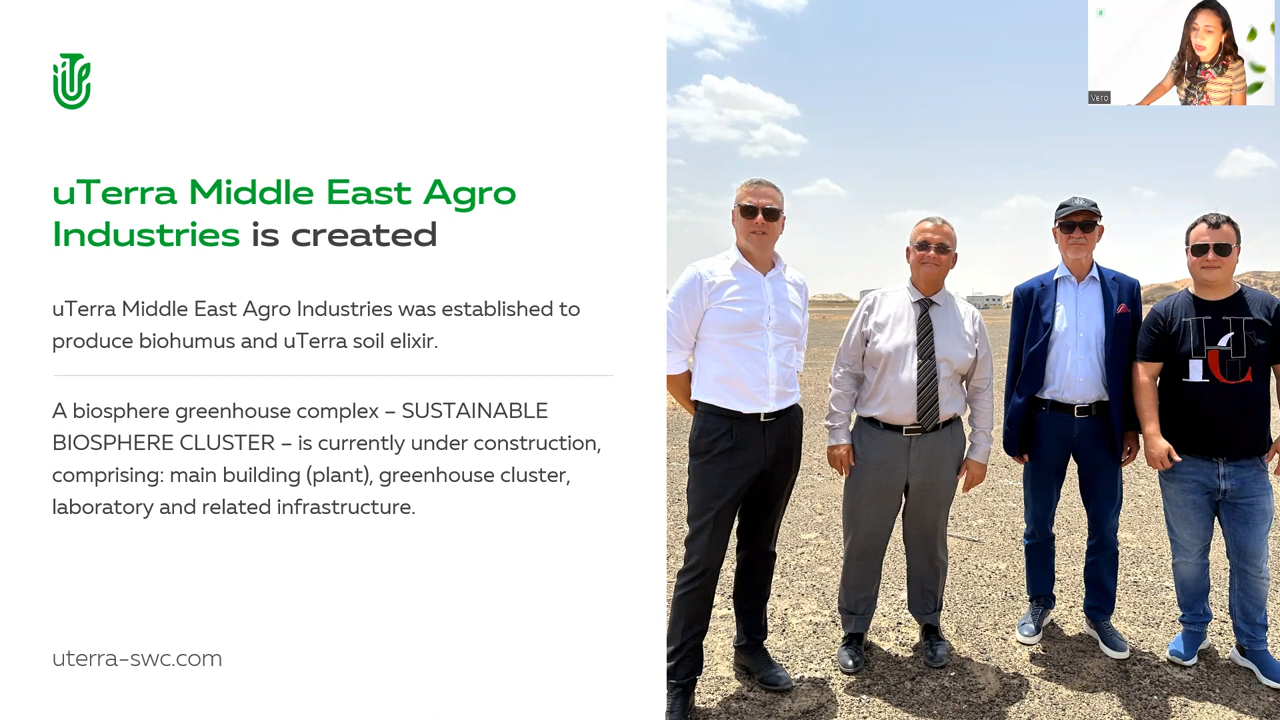 uTerra Middle East Agro
Industries is created
uTerra Middle East Agro Industries was established to
produce biohumus and uTerra soil elixir.
A biosphere greenhouse complex – SUSTAINABLE
BIOSPHERE CLUSTER – is currently under construction,
comprising: main building (plant), greenhouse cluster,
laboratory and related infrastructure.
uterra-swc.com
Vero